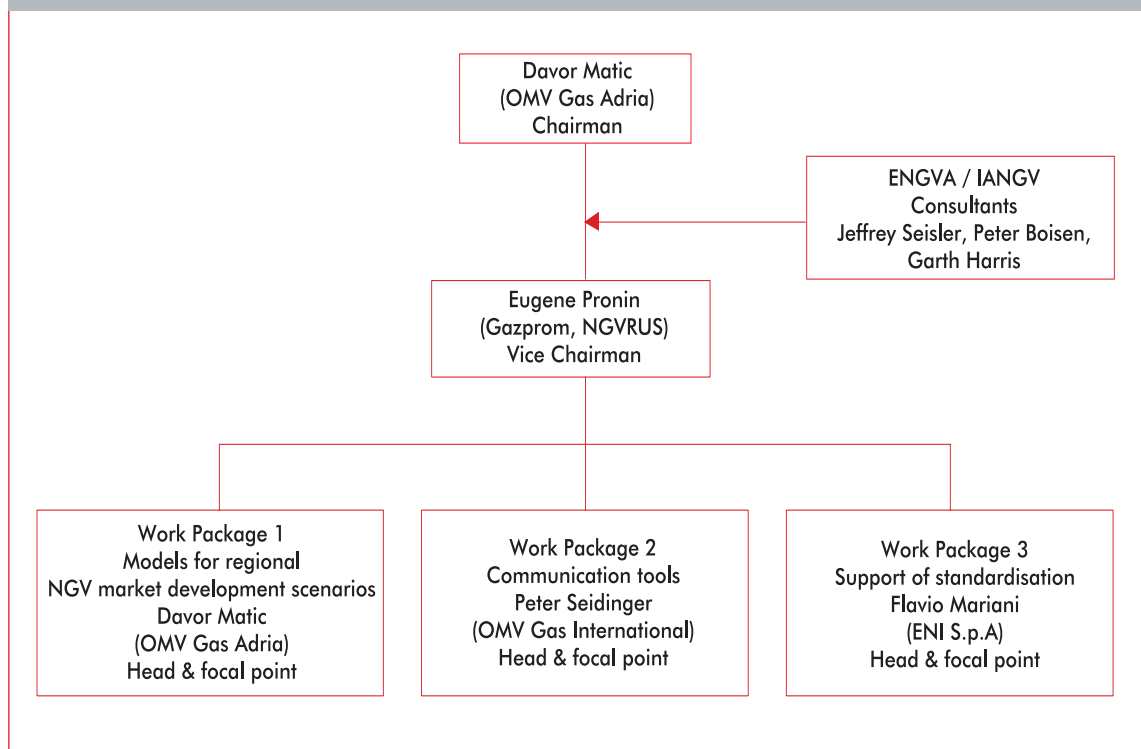 Davor Matic
(OMV Gas Adria)
Chairman
ENGVA / IANGV
Consultants
Jeffrey Seisler, Peter Boisen,
Garth Harris
Eugene Pronin
(Gazprom, NGVRUS)
Vice Chairman
Work Package 1
Models for regional
NGV market development scenarios
Davor Matic
(OMV Gas Adria)
Head & focal point
Work Package 2
Communication tools
Peter Seidinger
(OMV Gas International)
Head & focal point
Work Package 3
Support of standardisation
Flavio Mariani
(ENI S.p.A)
Head & focal point